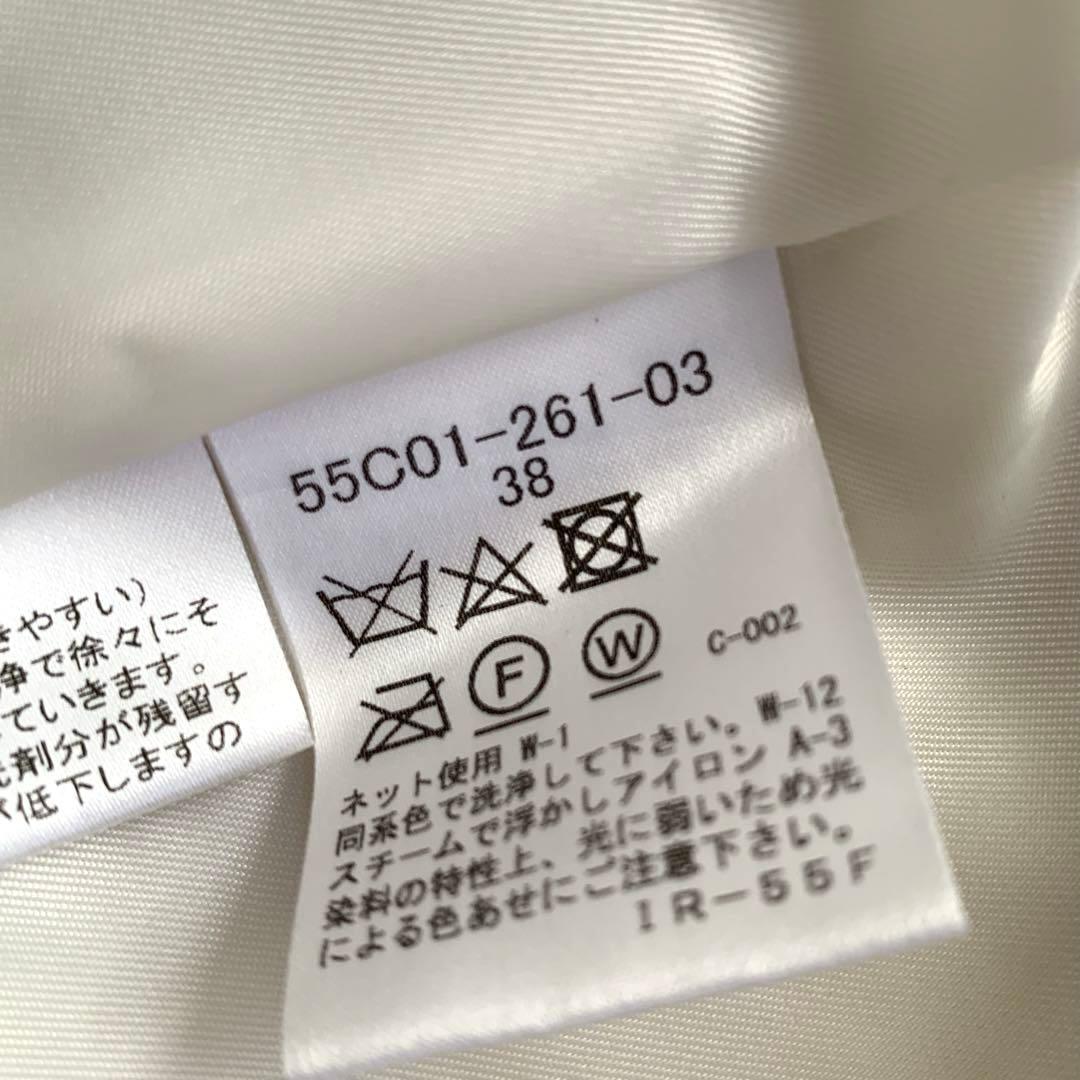 55C01-261-03
38
F W C-002
ネット使用 W-1
同系色で洗浄して下さい。W-12
スチームで浮かしアイロン A-3
染料の特性上、光に弱いため光
による色あせにご注意下さい。
IR-55F
きやすい)
浄で徐々にそ
ていきます。
洗剤分が残留す
低下しますの